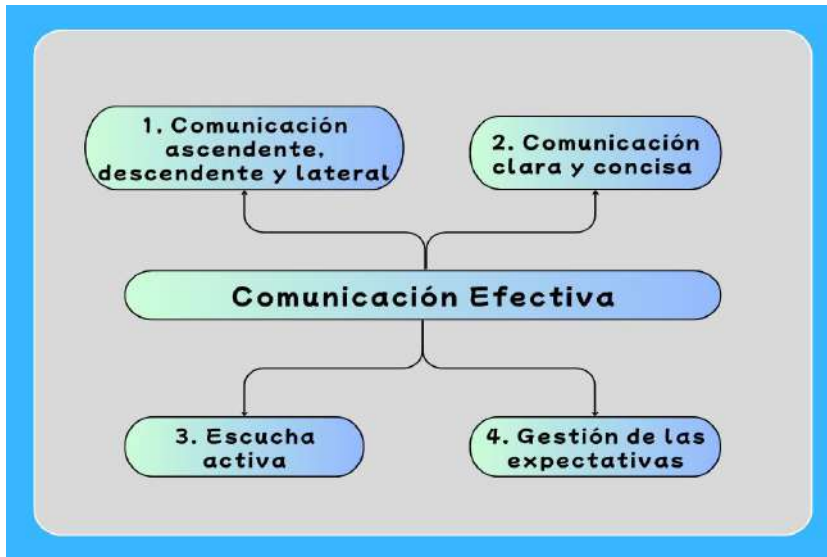 1. Comunicación
ascendente,
descendente y lateral
2. Comunicación
clara y concisa
Comunicación Efectiva
3. Escucha
activa
4. Gestión de las
expectativas